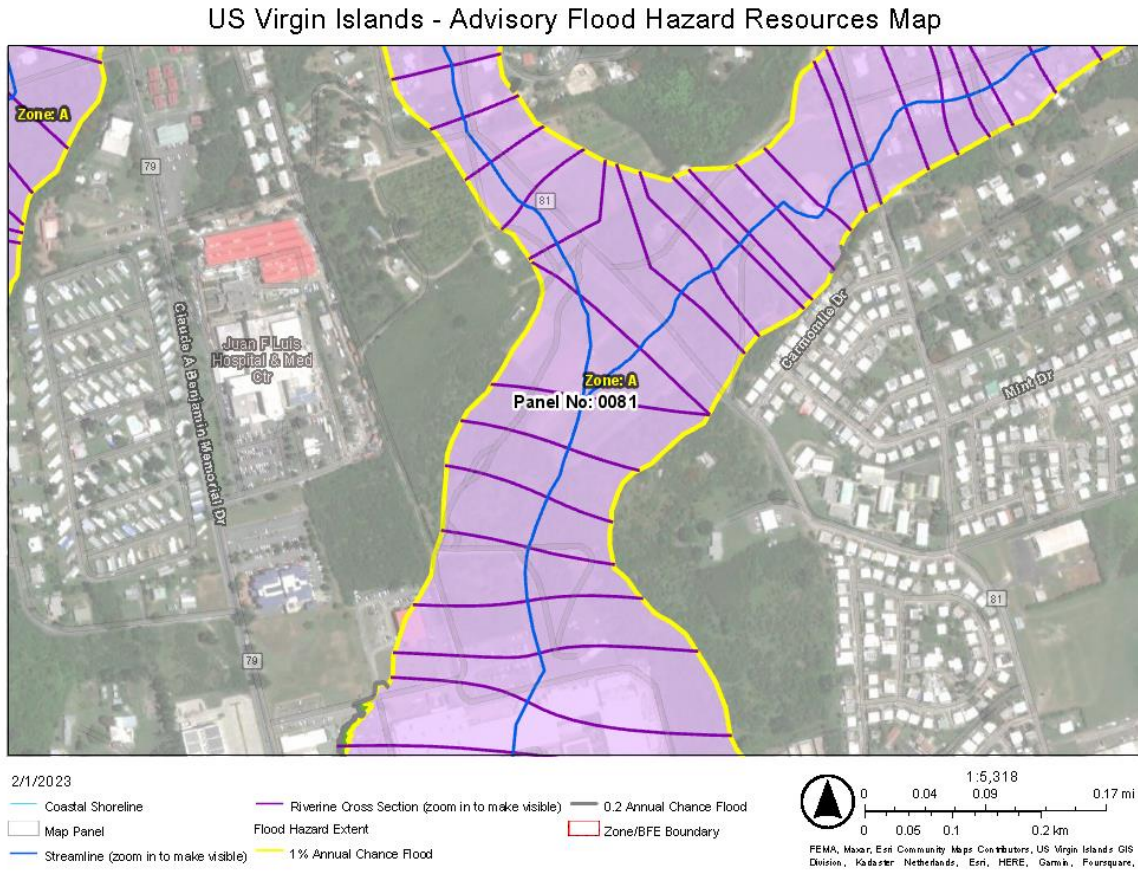 US Virgin Islands - Advisory Flood Hazard Resources Map
Zone: A
79
81
Claude A Benjamin Memorial Dr
Juan F Luis
Hospital & Med
Ctr
Carmomile Dr
Zone: A
Panel No: 0081
Mint Dr
81
79
2/1/2023
Coastal Shoreline
Map Panel
Streamline (zoom in to make visible)
Riverine Cross Section (zoom in to make visible)
Flood Hazard Extent
1% Annual Chance Flood
0.2 Annual Chance Flood
Zone/BFE Boundary
1:5,318
0 0.04 0.09 0.17 mi
0 0.05 0.1 0.2 km
FEMA, Maxar, Esri Community Maps Contributors, US Virgin Islands GIS
Division, Kadaster Netherlands, Esri, HERE, Garmin, Foursquare,